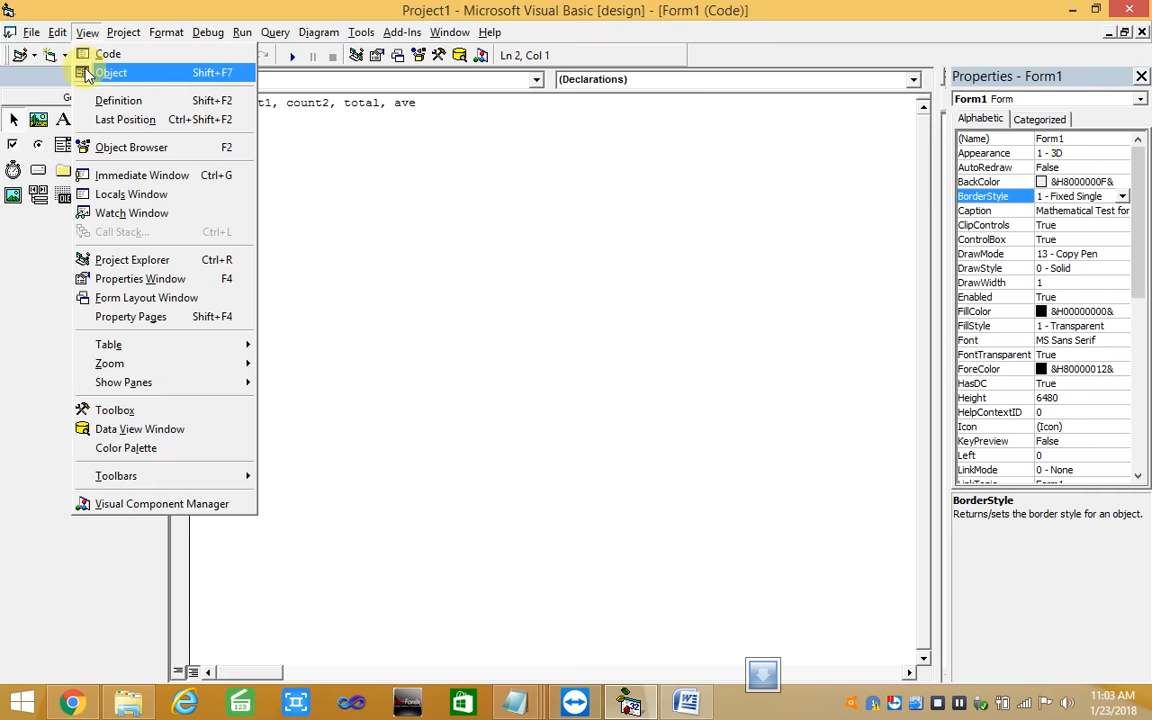 Project1 - Microsoft Visual Basic [design] - [Form1 (Code)]
File Edit View Project Format Debug Run Query Diagram Tools Add-Ins Window Help
Ln 2, Col 1
Code
Object Shift+F7
Definition Shift+F2
Last Position Ctrl+Shift+F2
Object Browser F2
Immediate Window Ctrl+G
Locals Window
Watch Window
Call Stack... Ctrl+L
Project Explorer Ctrl+R
Properties Window F4
Form Layout Window
Property Pages Shift+F4
Table
Zoom
Show Panes
Toolbox
Data View Window
Color Palette
Toolbars
Visual Component Manager
(Declarations)
count2, total, ave
Properties - Form1
Form1 Form
Alphabetic Categorized
(Name) Form1
Appearance 1 - 3D
AutoRedraw False
BackColor &H8000000F&
BorderStyle 1 - Fixed Single
Caption Mathematical Test for
ClipControls True
ControlBox True
DrawMode 13 - Copy Pen
DrawStyle 0 - Solid
DrawWidth 1
Enabled True
FillColor &H00000000&
FillStyle 1 - Transparent
Font MS Sans Serif
FontTransparent True
ForeColor &H80000012&
HasDC True
Height 6480
HelpContextID 0
Icon (Icon)
KeyPreview False
Left 0
LinkMode 0 - None
BorderStyle
Returns/sets the border style for an object.
11:03 AM
1/23/2018